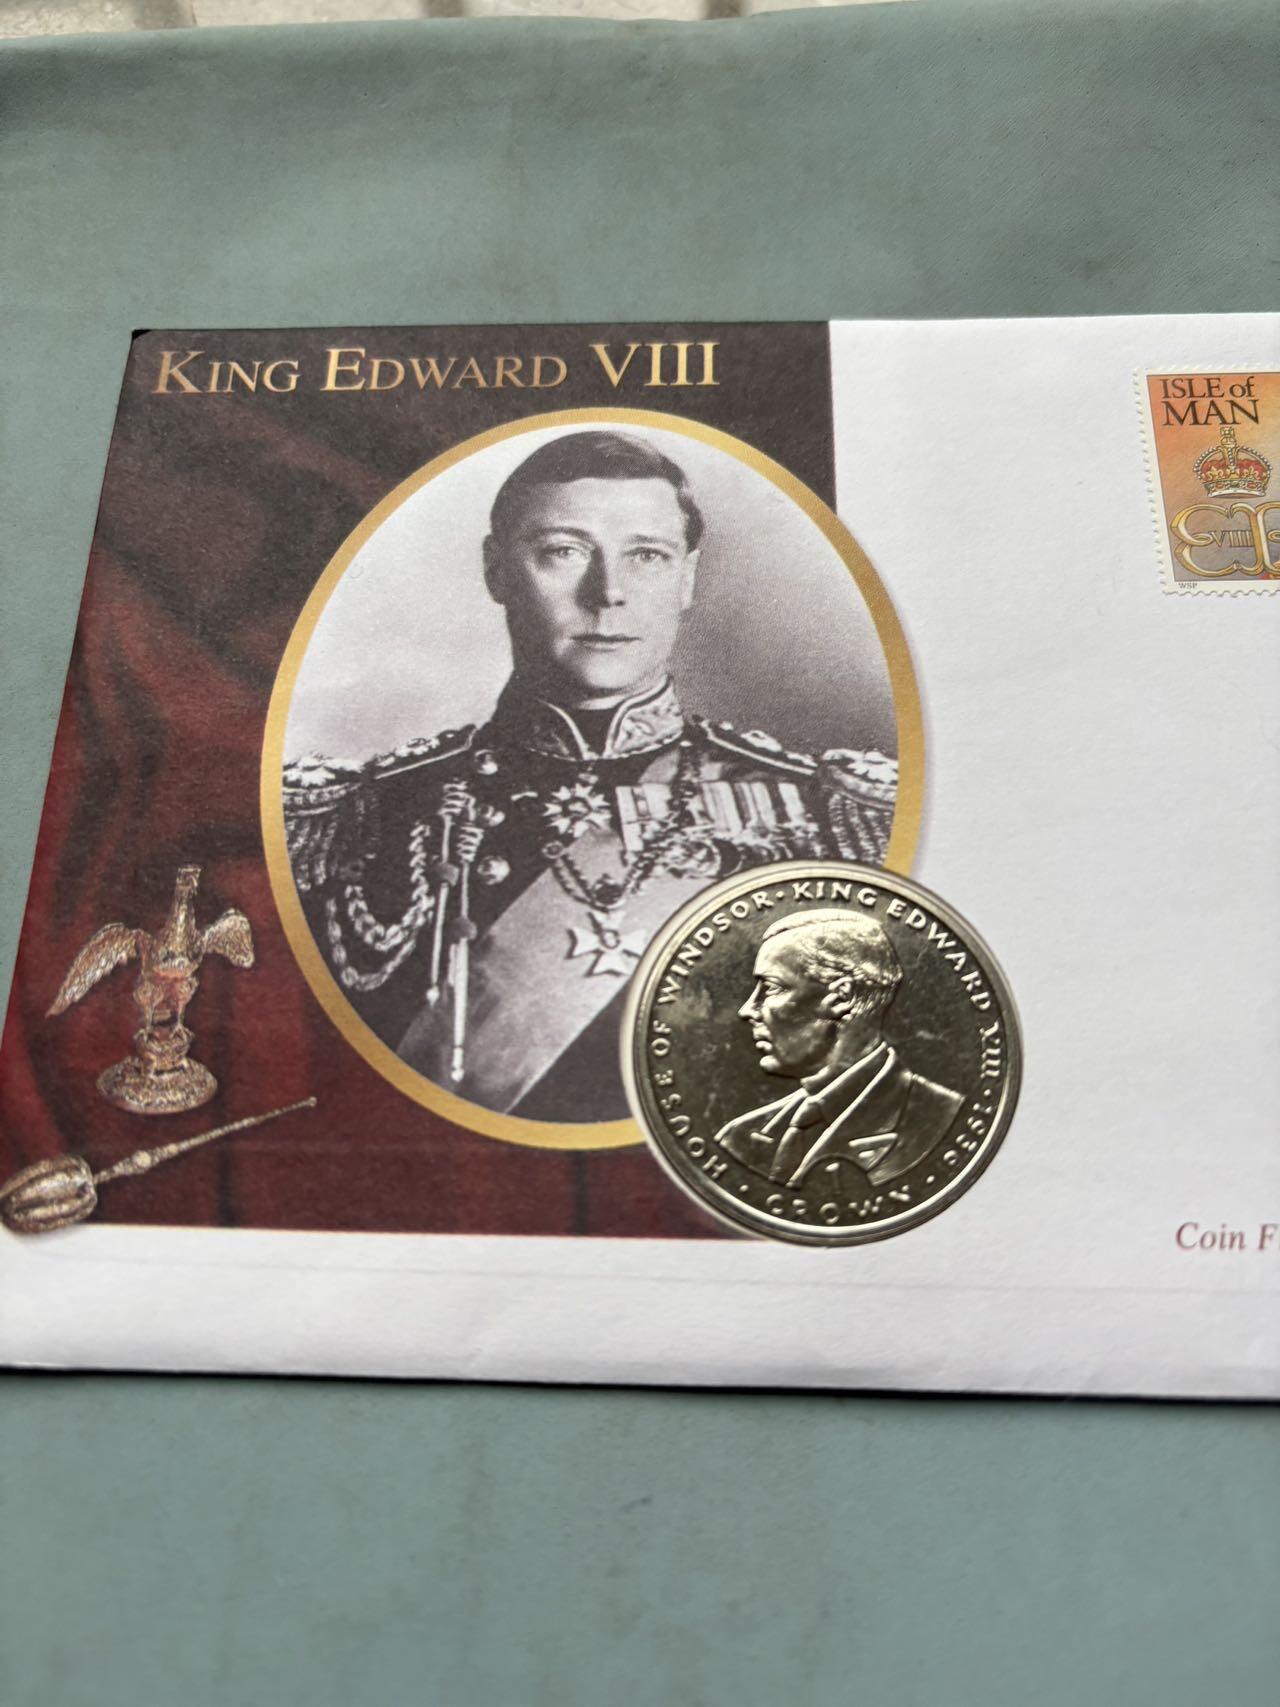 KING EDWARD VIII
ISLE of
MAN
VIII
WSP
HOUSE OF WINDSOR · KING EDWARD VIII · 1936 ·
1
CROWN
Coin